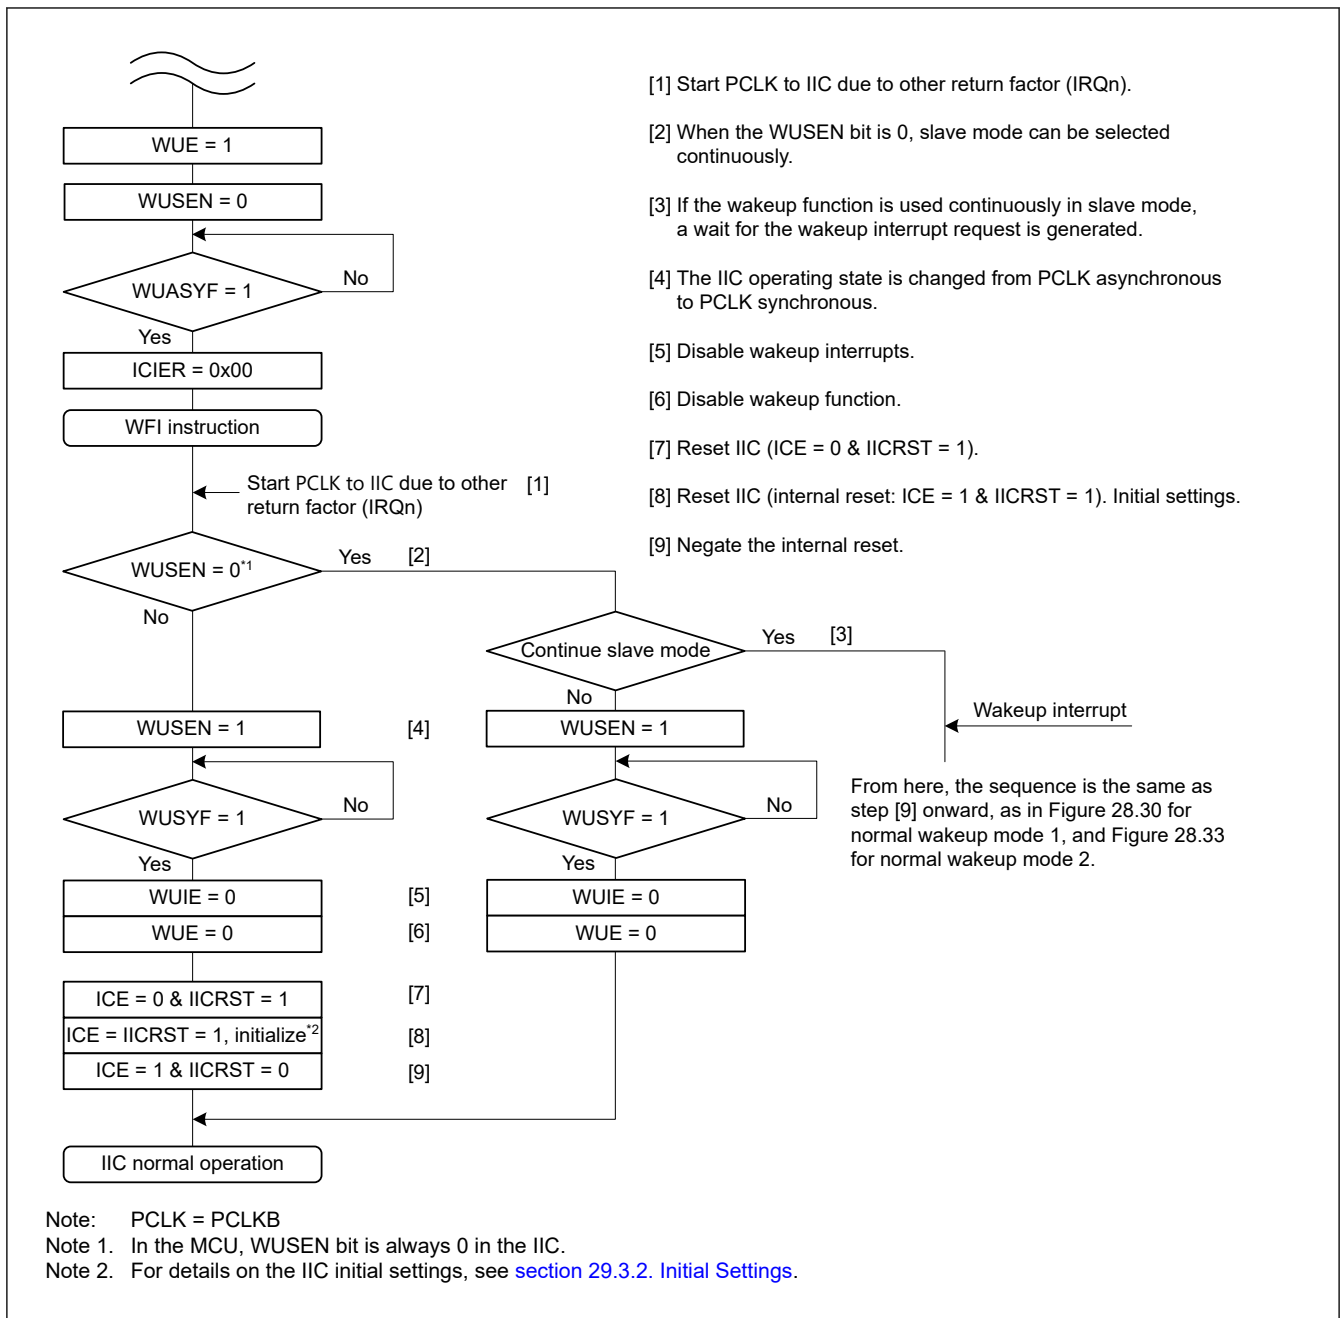 WUE = 1
WUSEN = 0
No
WUASYF = 1
Yes
ICIER = 0x00
WFI instruction
Start PCLK to IIC due to other [1]
return factor (IRQn)
Yes [2]
WUSEN = 0*1
No
Continue slave mode
Yes [3]
No
Wakeup interrupt
WUSEN = 1 [4] WUSEN = 1
No No
WUSYF = 1 WUSYF = 1
Yes Yes
WUIE = 0 [5] WUIE = 0
WUE = 0 [6] WUE = 0
From here, the sequence is the same as
step [9] onward, as in Figure 28.30 for
normal wakeup mode 1, and Figure 28.33
for normal wakeup mode 2.
ICE = 0 & IICRST = 1 [7]
ICE = IICRST = 1, initialize*2 [8]
ICE = 1 & IICRST = 0 [9]
IIC normal operation
[1] Start PCLK to IIC due to other return factor (IRQn).
[2] When the WUSEN bit is 0, slave mode can be selected
continuously.
[3] If the wakeup function is used continuously in slave mode,
a wait for the wakeup interrupt request is generated.
[4] The IIC operating state is changed from PCLK asynchronous
to PCLK synchronous.
[5] Disable wakeup interrupts.
[6] Disable wakeup function.
[7] Reset IIC (ICE = 0 & IICRST = 1).
[8] Reset IIC (internal reset: ICE = 1 & IICRST = 1). Initial settings.
[9] Negate the internal reset.
Note: PCLK = PCLKB
Note 1. In the MCU, WUSEN bit is always 0 in the IIC.
Note 2. For details on the IIC initial settings, see section 29.3.2. Initial Settings.